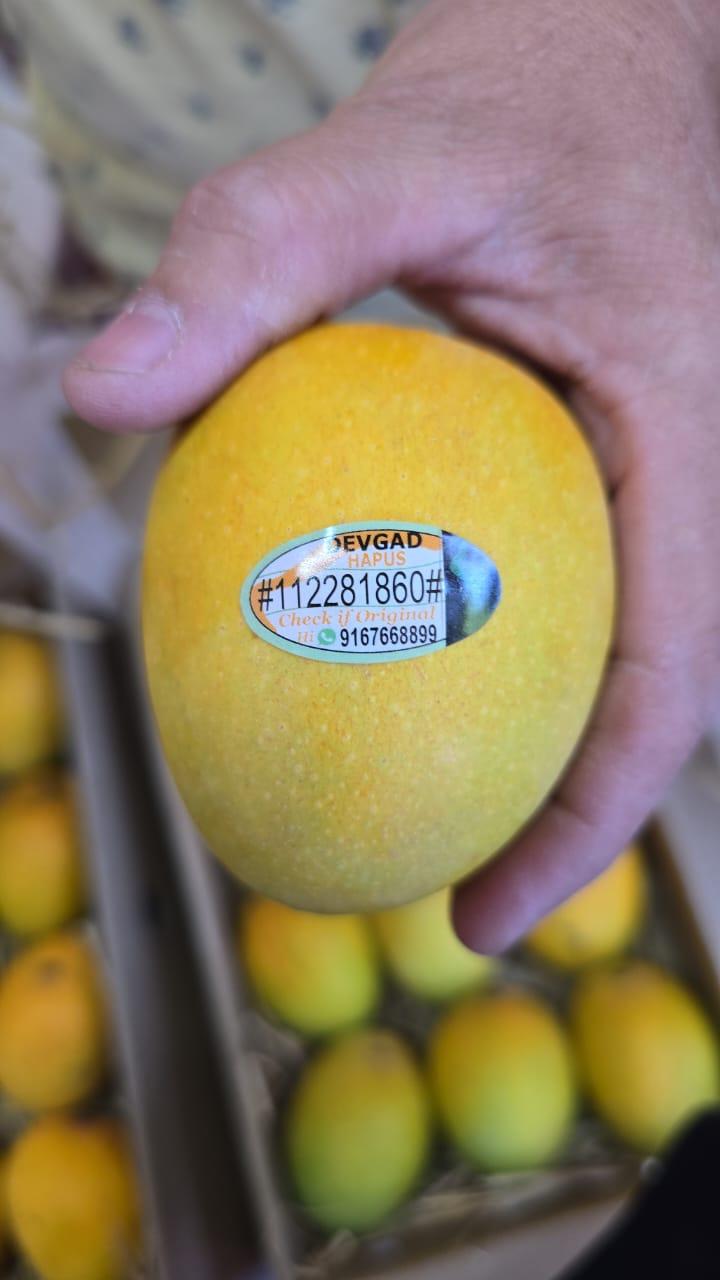 DEVGAD
HAPUS
#112281860#
Check if Original
Hi 9167668899